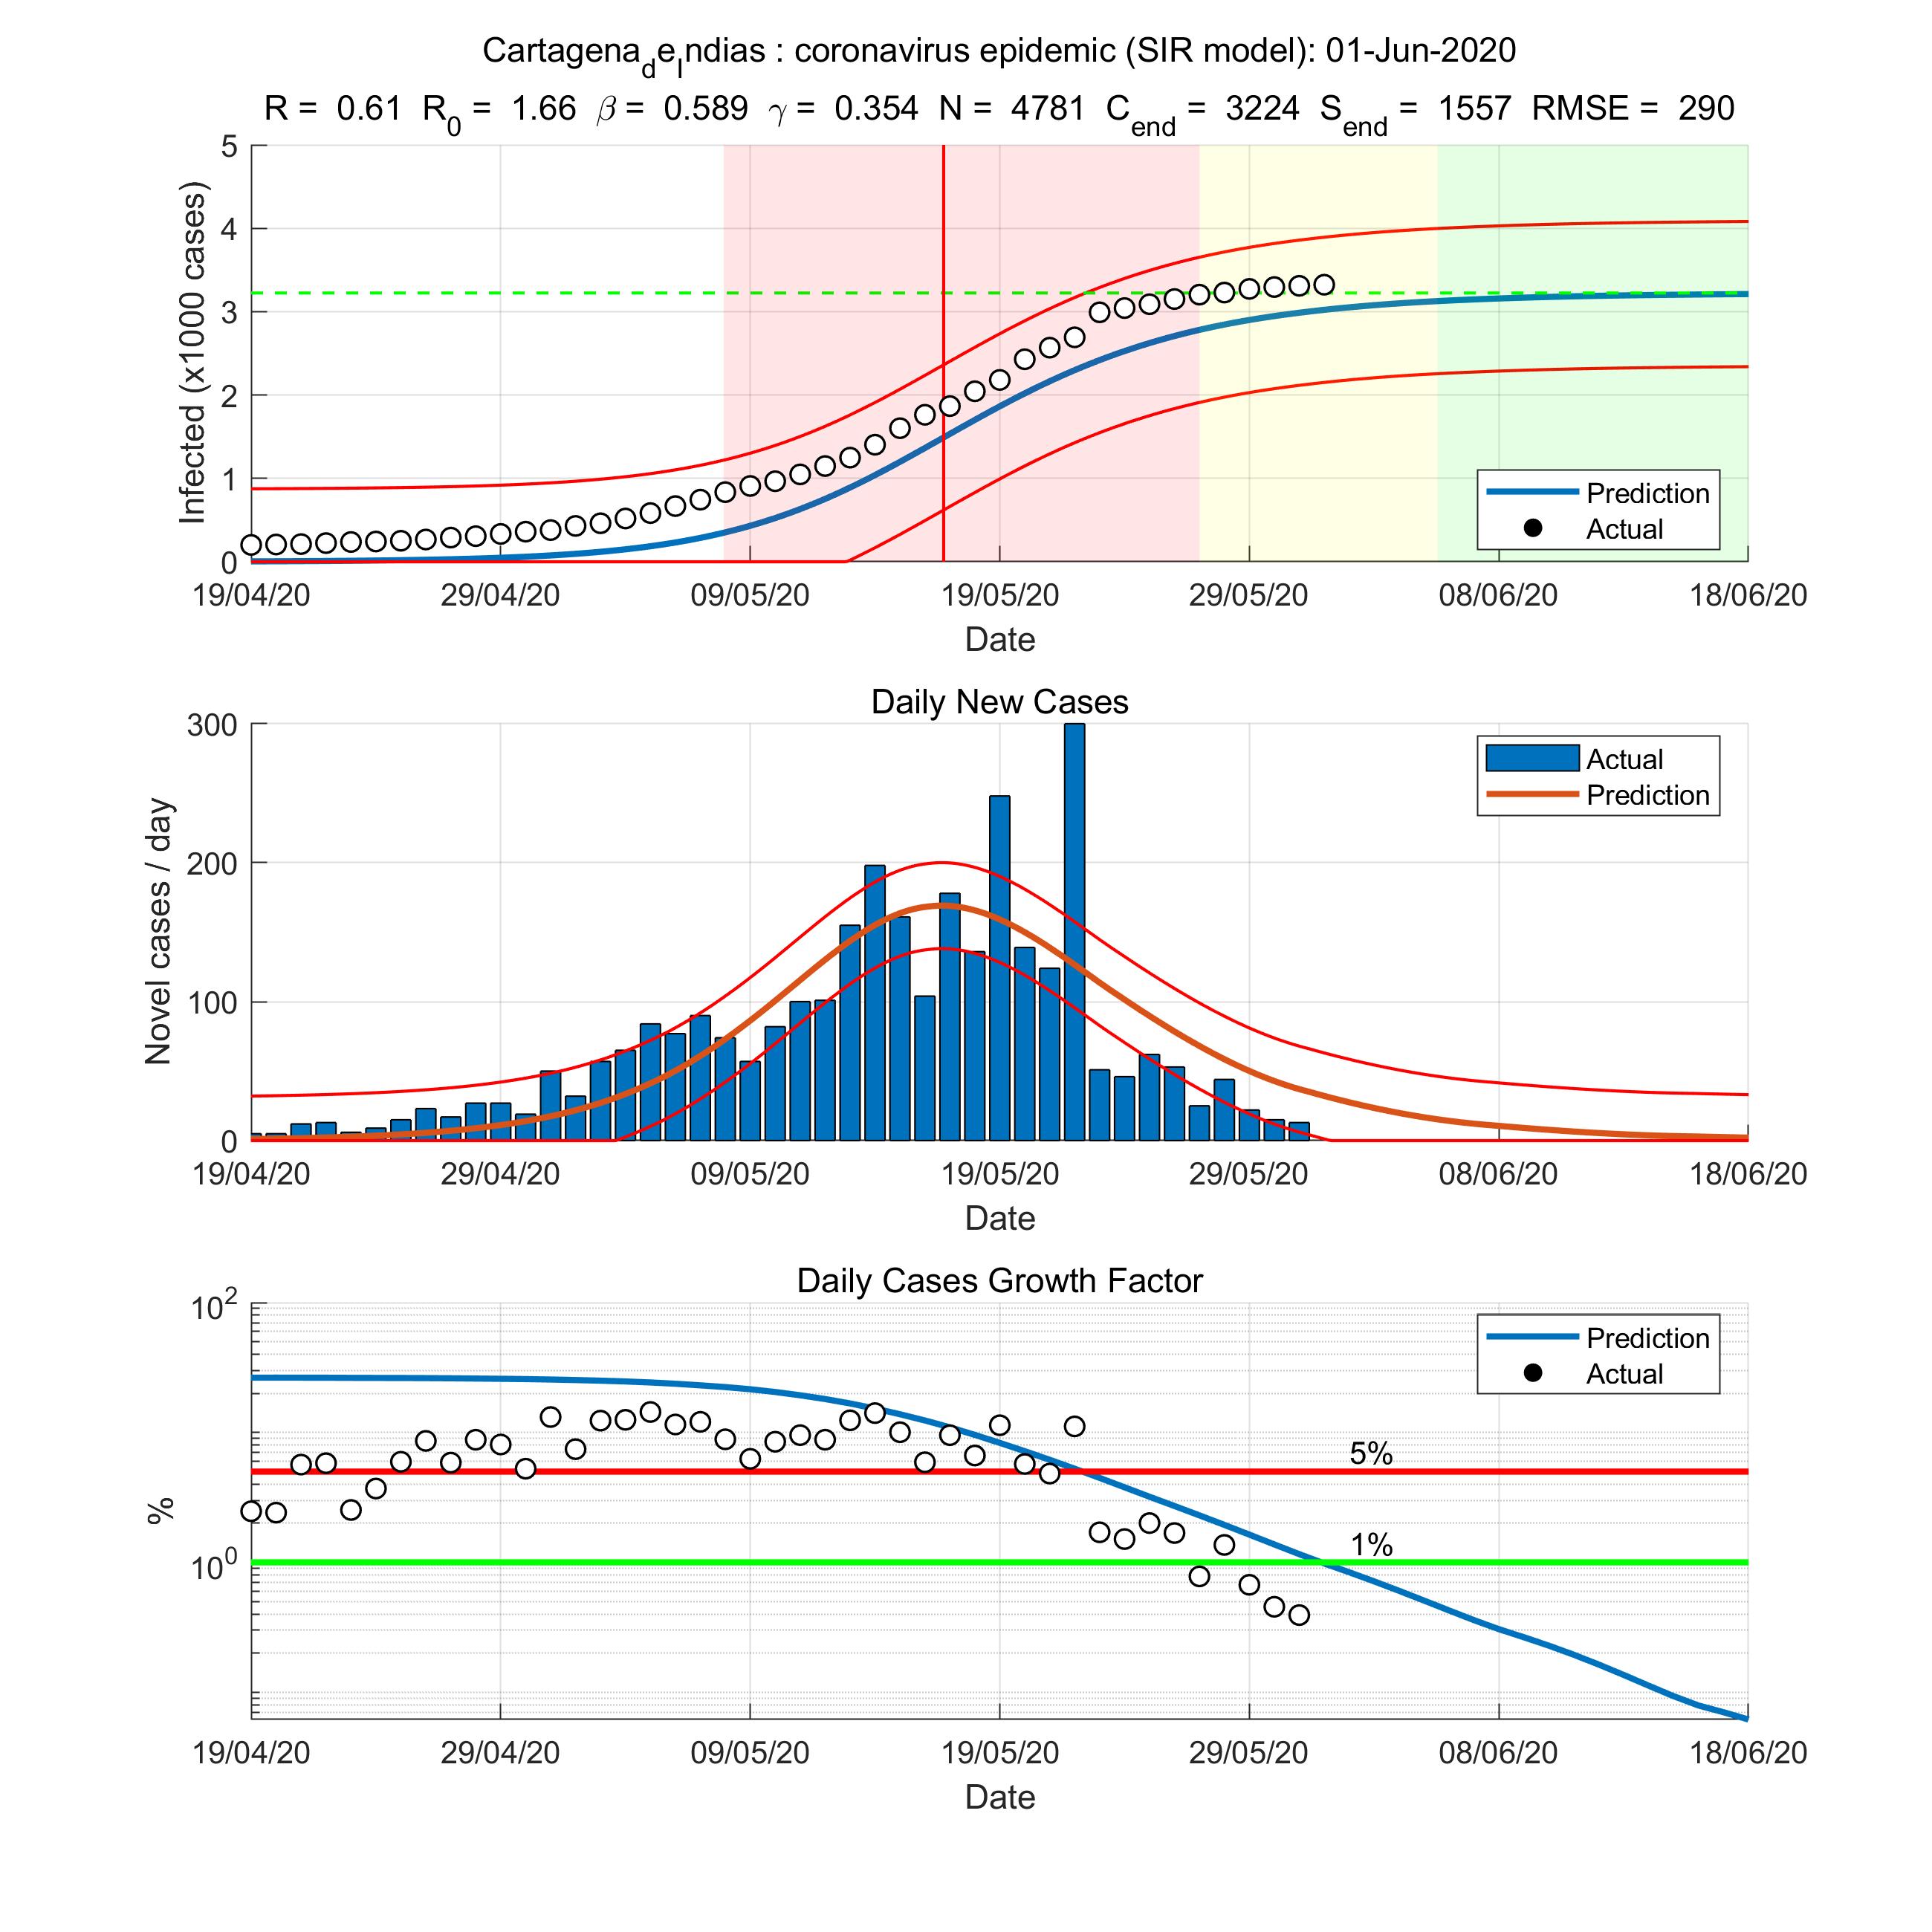 Cartagena_de_Indias : coronavirus epidemic (SIR model): 01-Jun-2020
R = 0.61 R0 = 1.66 β = 0.589 γ = 0.354 N = 4781 Cend = 3224 Send = 1557 RMSE = 290
Infected (x1000 cases)
5
4
3
2
1
0
Prediction
Actual
19/04/20 29/04/20 09/05/20 19/05/20 29/05/20 08/06/20 18/06/20
Date
Daily New Cases
Novel cases / day
300
200
100
0
Actual
Prediction
19/04/20 29/04/20 09/05/20 19/05/20 29/05/20 08/06/20 18/06/20
Date
Daily Cases Growth Factor
%
10^2
10^0
Prediction
Actual
5%
1%
19/04/20 29/04/20 09/05/20 19/05/20 29/05/20 08/06/20 18/06/20
Date